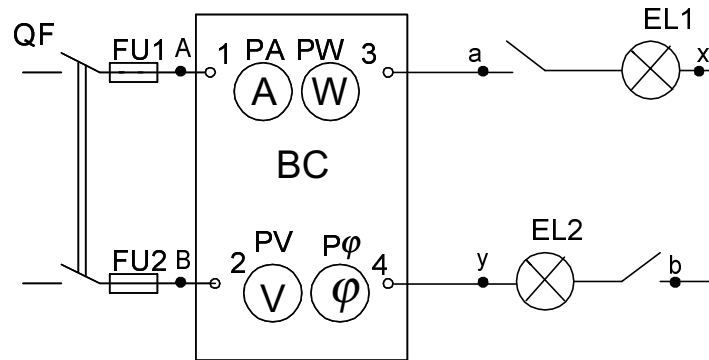 QF FU1 A 1 PA PW 3 a EL1 x
A W
BC
FU2 B 2 PV Pφ 4 y EL2 b
V φ